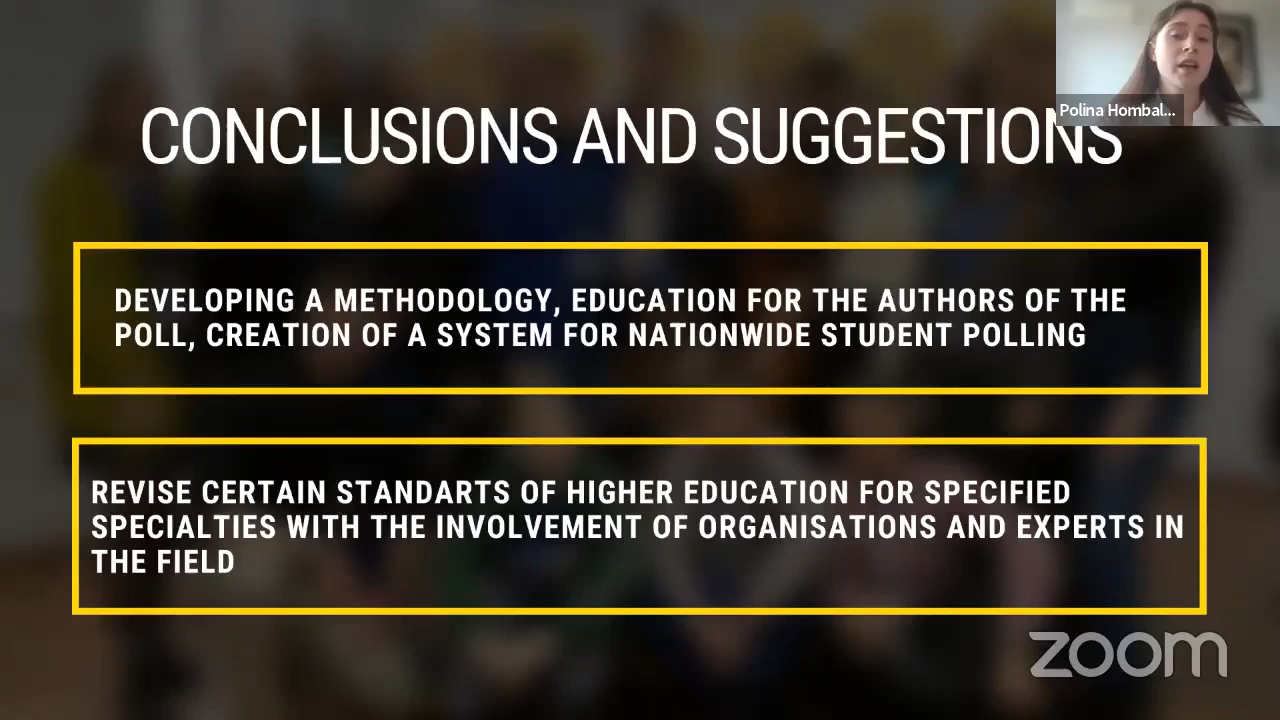 Polina Hombal...
CONCLUSIONS AND SUGGESTIONS
DEVELOPING A METHODOLOGY, EDUCATION FOR THE AUTHORS OF THE
POLL, CREATION OF A SYSTEM FOR NATIONWIDE STUDENT POLLING
REVISE CERTAIN STANDARTS OF HIGHER EDUCATION FOR SPECIFIED
SPECIALTIES WITH THE INVOLVEMENT OF ORGANISATIONS AND EXPERTS IN
THE FIELD
zoom